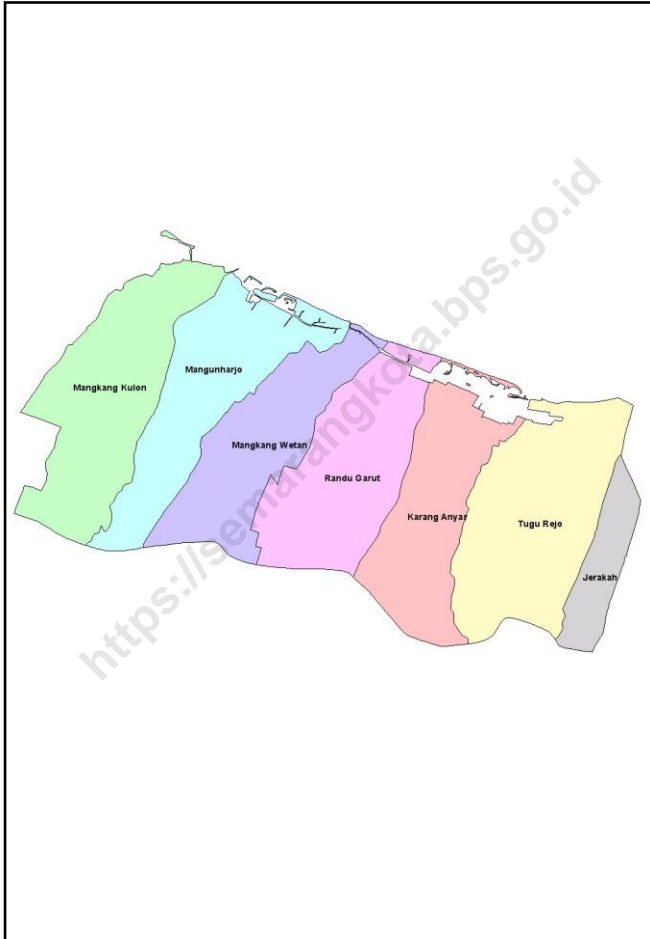 https://semarangkota.bps.go.id
Mangkang Kulon
Mangunharjo
Mangkang Wetan
Randu Garut
Karang Anyar
Tugu Rejo
Jerakah